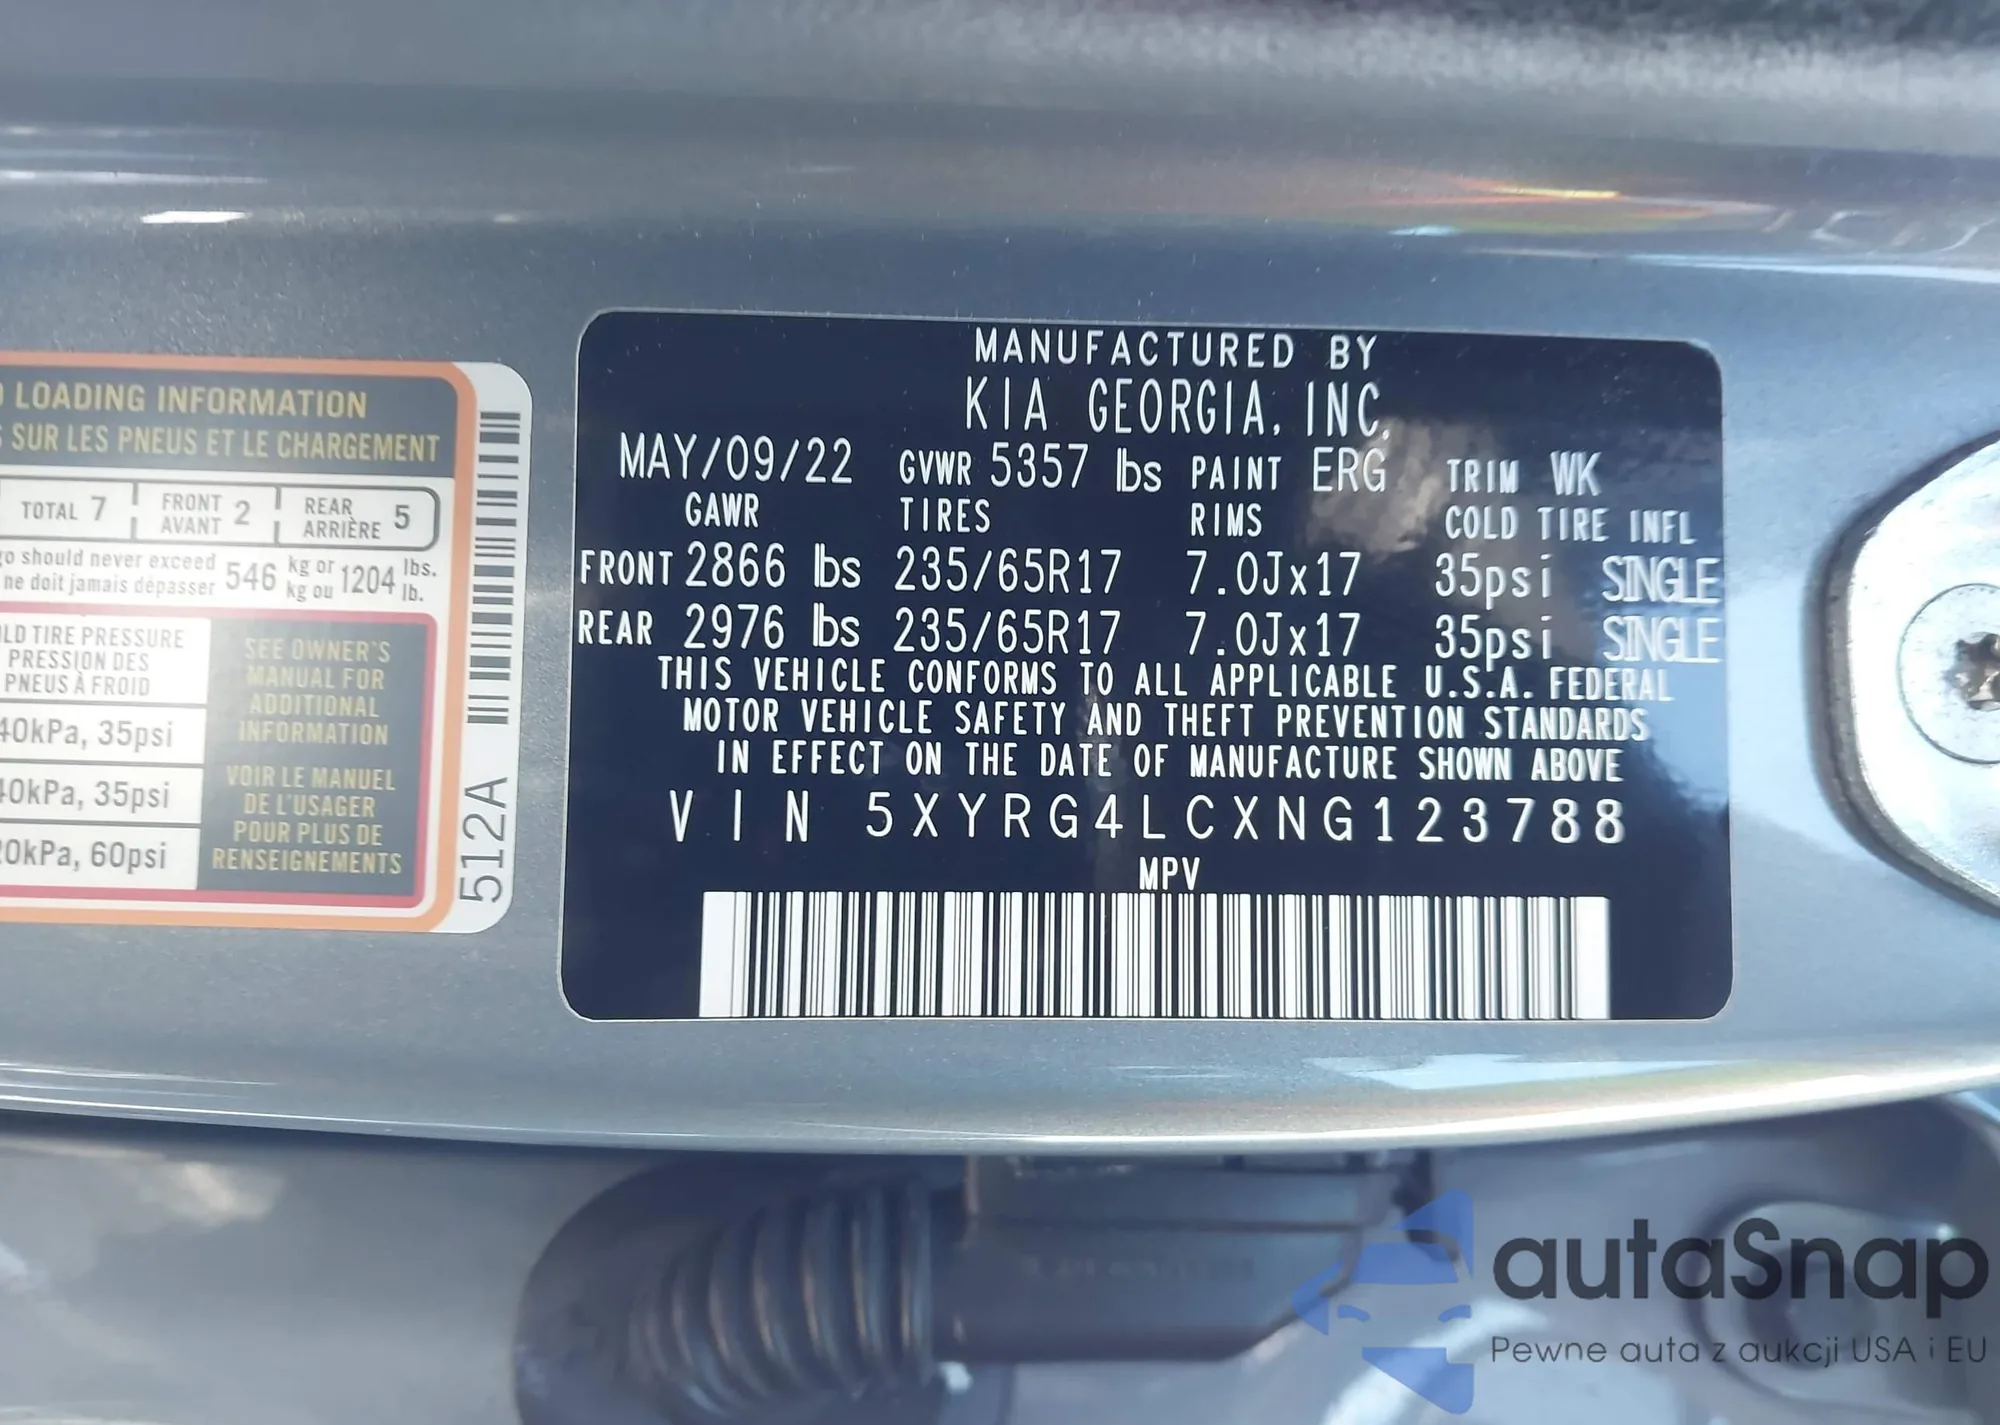 LOADING INFORMATION
SUR LES PNEUS ET LE CHARGEMENT
TOTAL 7
FRONT
AVANT 2
REAR
ARRIÈRE 5
should never exceed
ne doit jamais dépasser
546 kg or
kg ou
1204 lbs.
lb.
TIRE PRESSURE
PRESSION DES
PNEUS À FROID
35psi
35psi
60psi
SEE OWNER'S
MANUAL FOR
ADDITIONAL
INFORMATION
VOIR LE MANUEL
DE L'USAGER
POUR PLUS DE
RENSEIGNEMENTS
512A
MANUFACTURED BY
KIA GEORGIA, INC.
MAY/09/22 GVWR 5357 lbs PAINT ERG TRIM WK
GAWR TIRES RIMS COLD TIRE INFL
FRONT 2866 lbs 235/65R17 7.0Jx17 35psi SINGLE
REAR 2976 lbs 235/65R17 7.0Jx17 35psi SINGLE
THIS VEHICLE CONFORMS TO ALL APPLICABLE U.S.A. FEDERAL
MOTOR VEHICLE SAFETY AND THEFT PREVENTION STANDARDS
IN EFFECT ON THE DATE OF MANUFACTURE SHOWN ABOVE
VIN 5XYRG4LCXNG123788
MPV
autaSnap
Pewne auta z aukcji USA i EU